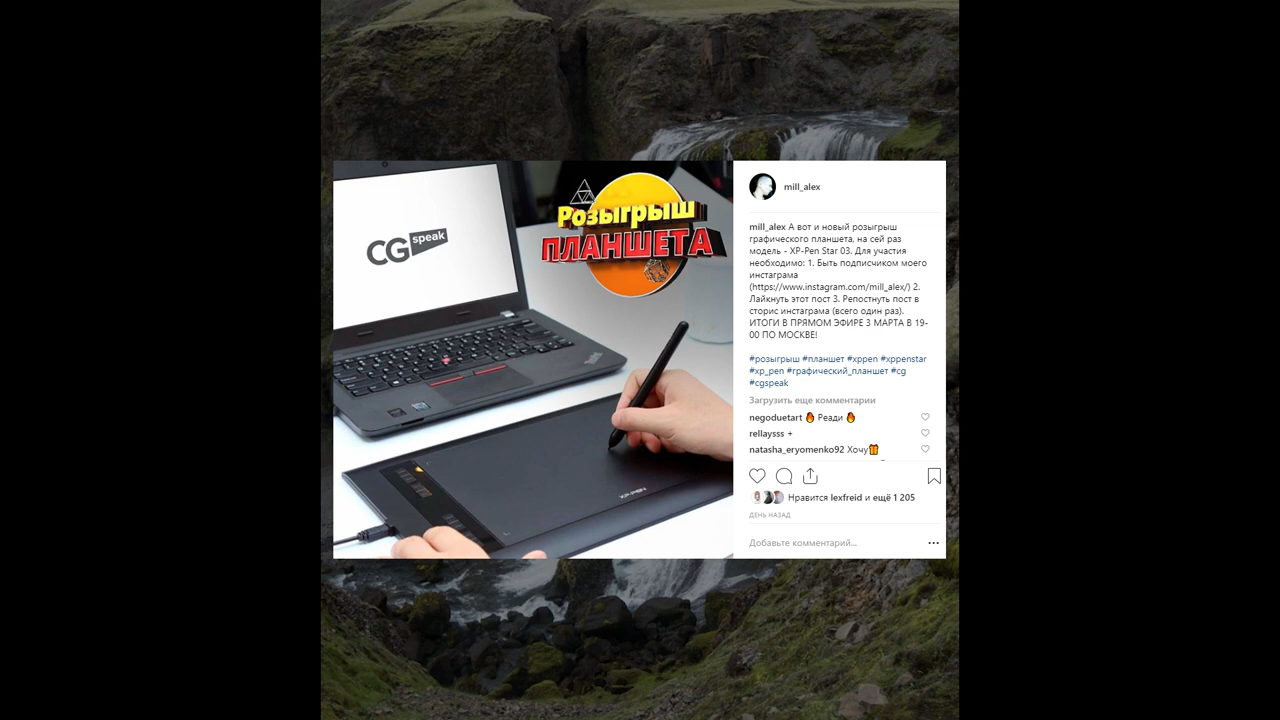 CG speak
Розыгрыш
ПЛАНШЕТА
XP-PEN
mill_alex
mill_alex А вот и новый розыгрыш
графического планшета, на сей раз
модель - XP-Pen Star 03. Для участия
необходимо: 1. Быть подписчиком моего
инстаграма
(https://www.instagram.com/mill_alex/) 2.
Лайкнуть этот пост 3. Репостнуть пост в
сторис инстаграма (всего один раз).
ИТОГИ В ПРЯМОМ ЭФИРЕ 3 МАРТА В 19-
00 ПО МОСКВЕ!
#розыгрыш #планшет #xppen #xppenstar
#xp_pen #графический_планшет #cg
#cgspeak
Загрузить еще комментарии
negoduetart 🔥 Реади 🔥
rellaysss +
natasha_eryomenko92 Хочу🎁
Нравится lexfreid и ещё 1 205
ДЕНЬ НАЗАД
Добавьте комментарий...